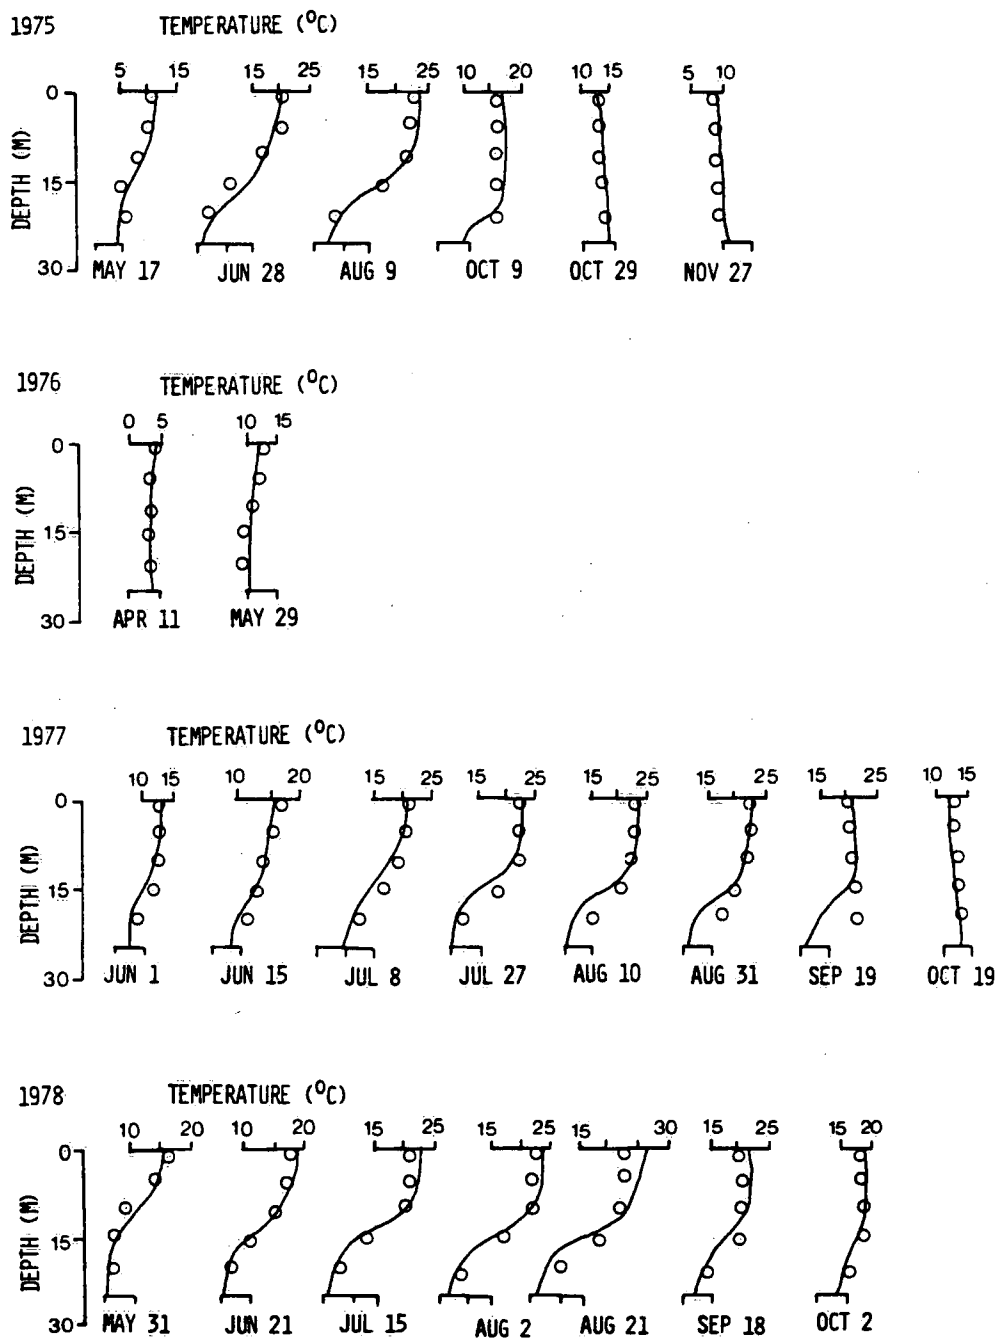 1975 TEMPERATURE (°C)
5 15 15 25 15 25 10 20 10 15 5 10
0
DEPTH (M)
15
30
MAY 17 JUN 28 AUG 9 OCT 9 OCT 29 NOV 27
1976 TEMPERATURE (°C)
0 5 10 15
0
DEPTH (M)
15
30
APR 11 MAY 29
1977 TEMPERATURE (°C)
10 15 10 20 15 25 15 25 15 25 15 25 15 25 10 15
0
DEPTH (M)
15
30
JUN 1 JUN 15 JUL 8 JUL 27 AUG 10 AUG 31 SEP 19 OCT 19
1978 TEMPERATURE (°C)
10 20 10 20 15 25 15 25 15 30 15 25 15 20
0
DEPTH (M)
15
30
MAY 31 JUN 21 JUL 15 AUG 2 AUG 21 SEP 18 OCT 2